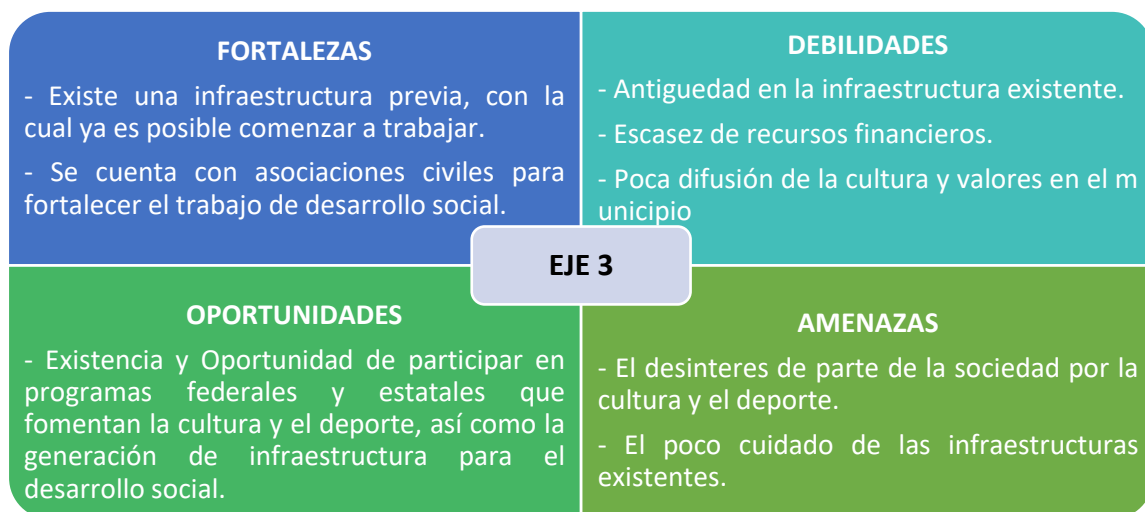 FORTALEZAS
- Existe una infraestructura previa, con la
cual ya es posible comenzar a trabajar.
- Se cuenta con asociaciones civiles para
fortalecer el trabajo de desarrollo social.
DEBILIDADES
- Antiguedad en la infraestructura existente.
- Escasez de recursos financieros.
- Poca difusión de la cultura y valores en el m
unicipio
EJE 3
OPORTUNIDADES
- Existencia y Oportunidad de participar en
programas federales y estatales que
fomentan la cultura y el deporte, así como la
generación de infraestructura para el
desarrollo social.
AMENAZAS
- El desinteres de parte de la sociedad por la
cultura y el deporte.
- El poco cuidado de las infraestructuras
existentes.